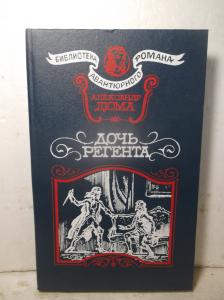 БИБЛИОТЕКА
АВАНТЮРНОГО
РОМАНА
АЛЕКСАНДР
ДЮМА
ДОЧЬ
РЕГЕНТА